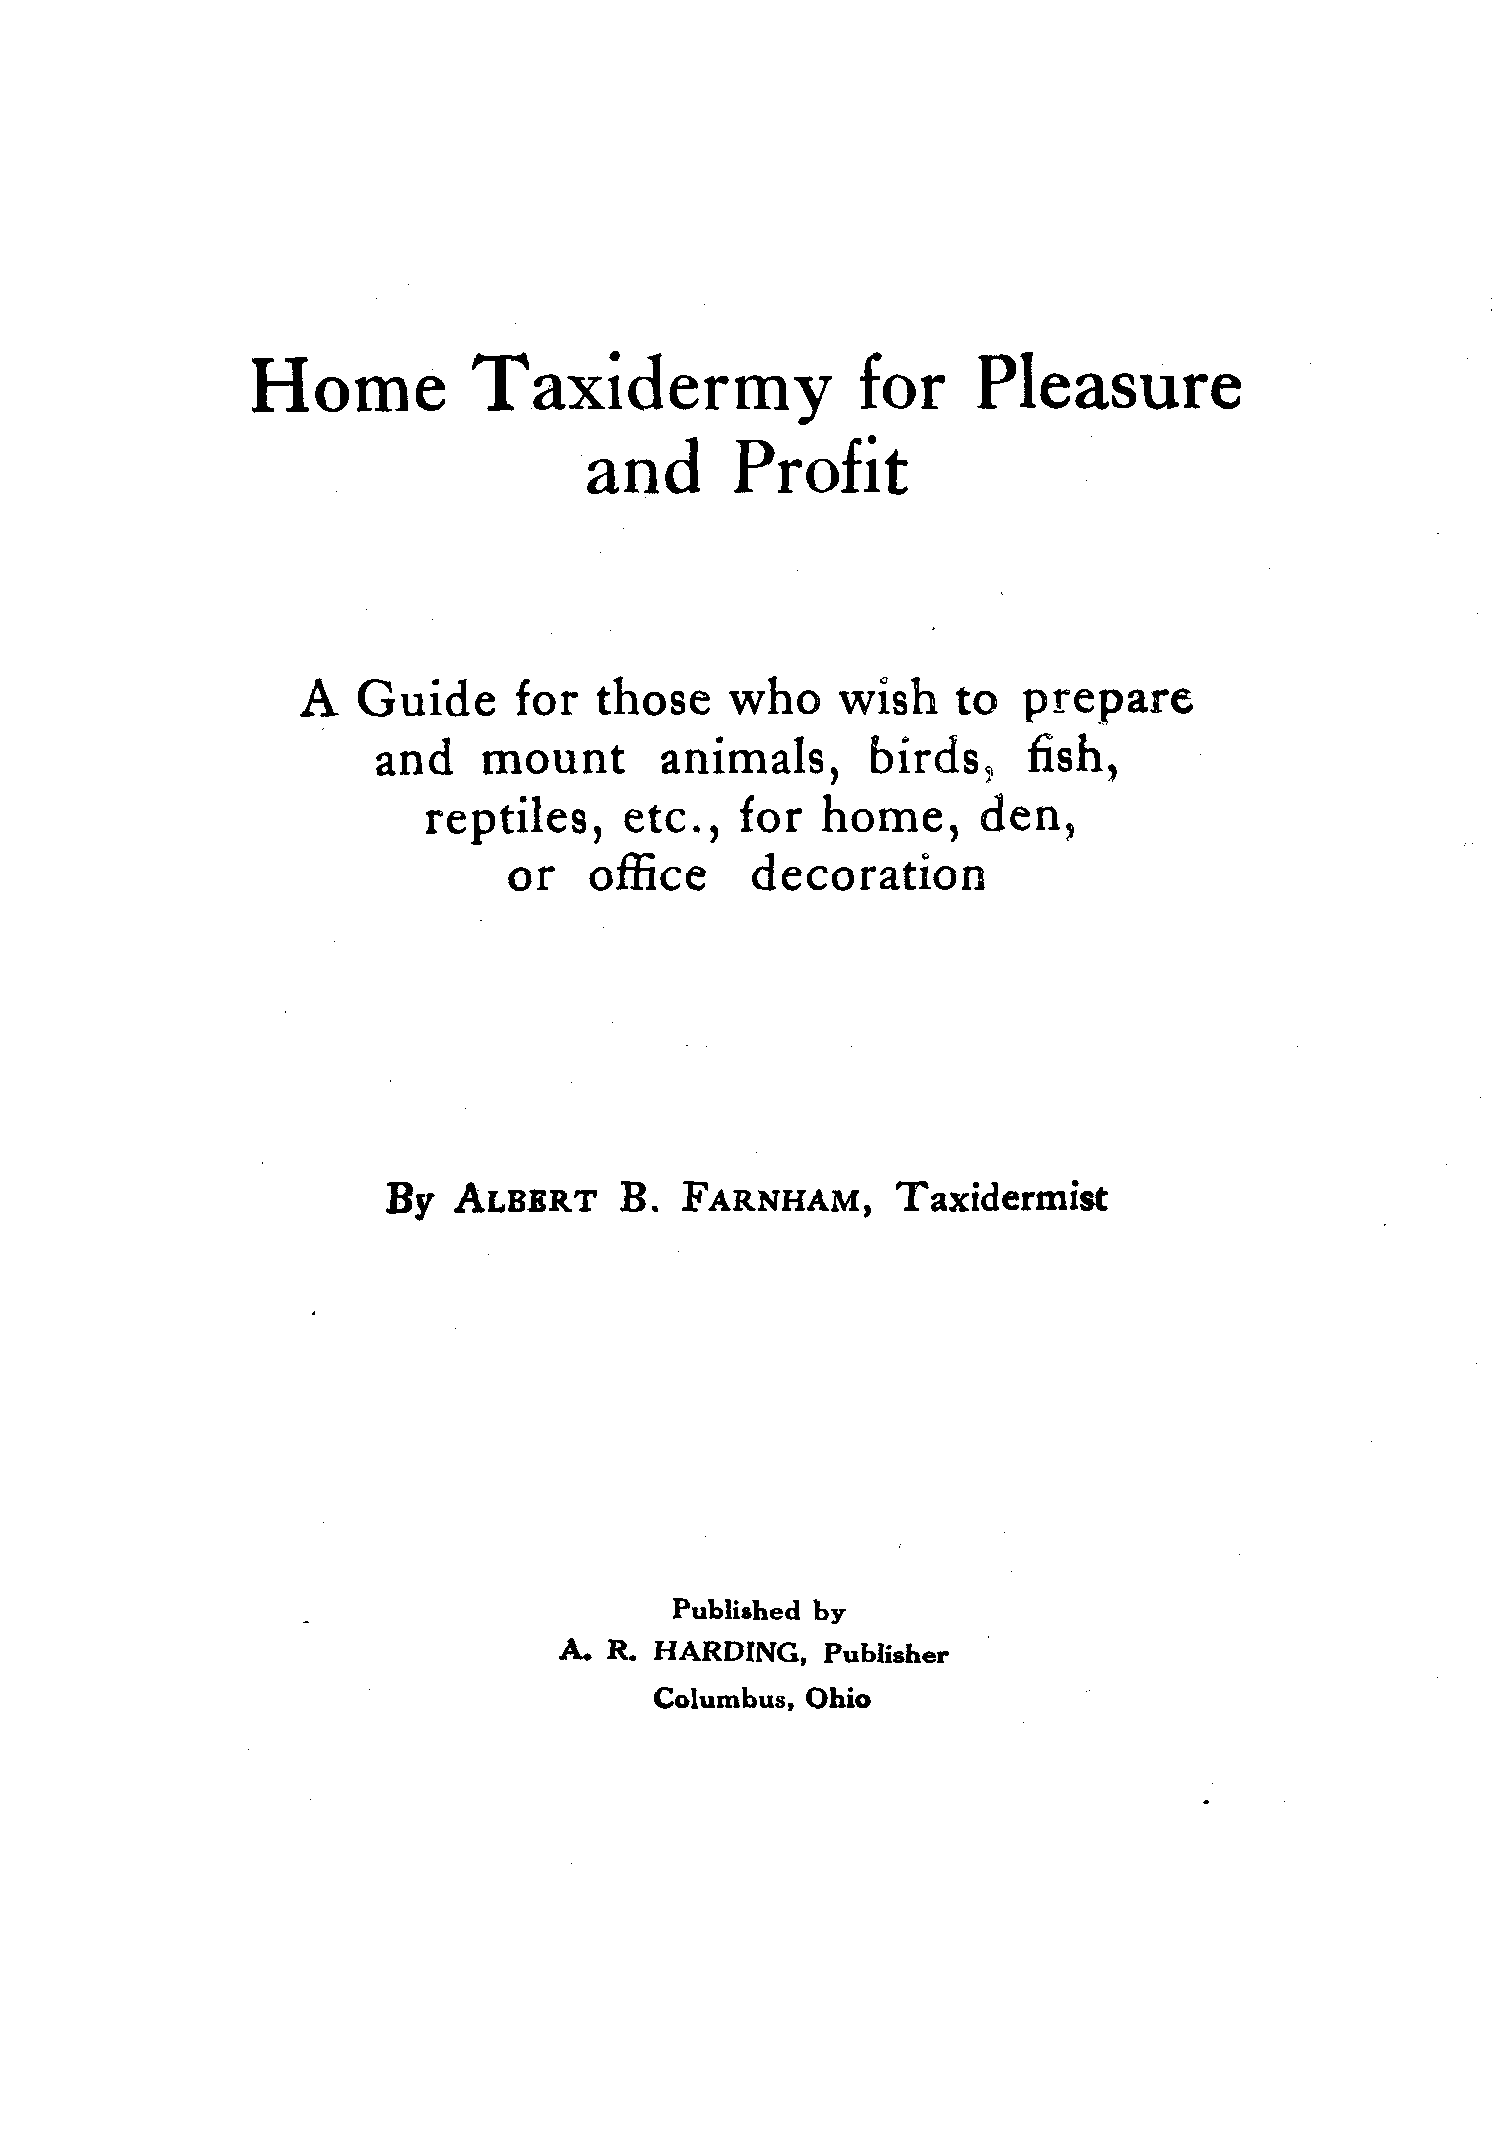 Home Taxidermy for Pleasure
and Profit
A Guide for those who wish to prepare
and mount animals, birds, fish,
reptiles, etc., for home, den,
or office decoration
By ALBERT B. FARNHAM, Taxidermist
Published by
A. R. HARDING, Publisher
Columbus, Ohio